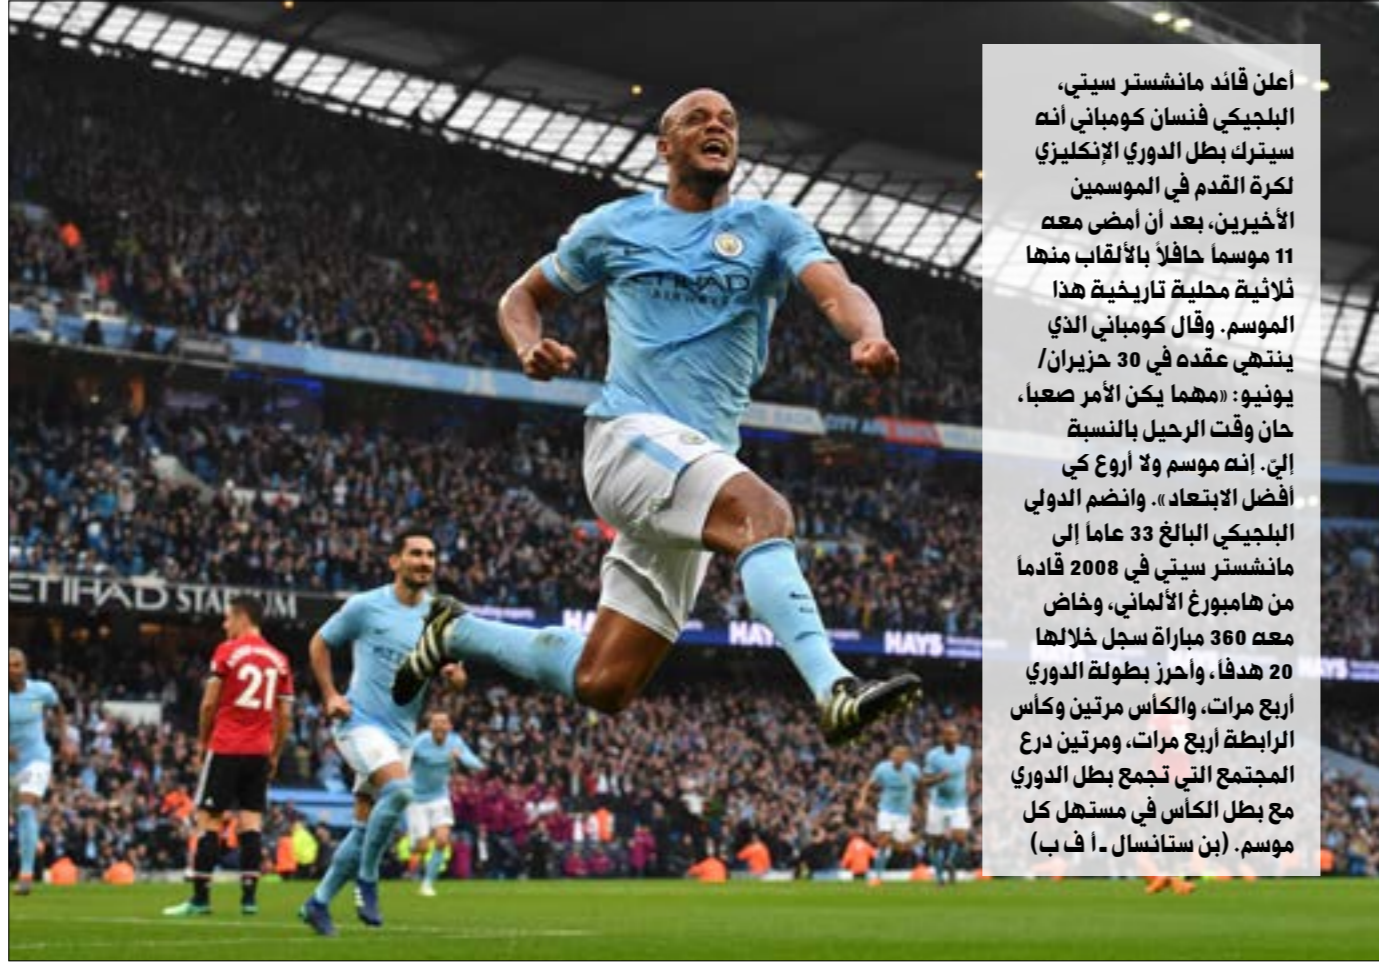 أعلن قائد مانشستر سيتي،
البلجيكي فنسان كومباني أنه
سيترك بطل الدوري الإنكليزي
لكرة القدم في الموسمين
الأخيرين، بعد أن أمضى معه
11 موسماً حافلاً بالألقاب منها
ثلاثية محلية تاريخية هذا
الموسم. وقال كومباني الذي
ينتهي عقده في 30 حزيران/
يونيو: «مهما يكن الأمر صعباً،
حان وقت الرحيل بالنسبة
إليّ. إنه موسم ولا أروع كي
أفضل الابتعاد». وانضم الدولي
البلجيكي البالغ 33 عاماً إلى
مانشستر سيتي في 2008 قادماً
من هامبورغ الألماني، وخاض
معه 360 مباراة سجل خلالها
20 هدفاً، وأحرز بطولة الدوري
أربع مرات، والكأس مرتين وكأس
الرابطة أربع مرات، ومرتين درع
المجتمع التي تجمع بطل الدوري
مع بطل الكأس في مستهل كل
موسم. (بن ستانسال ـ أ ف ب)
ETIHAD
AIRWAYS
ETIHAD
21
HAYS
HAYS